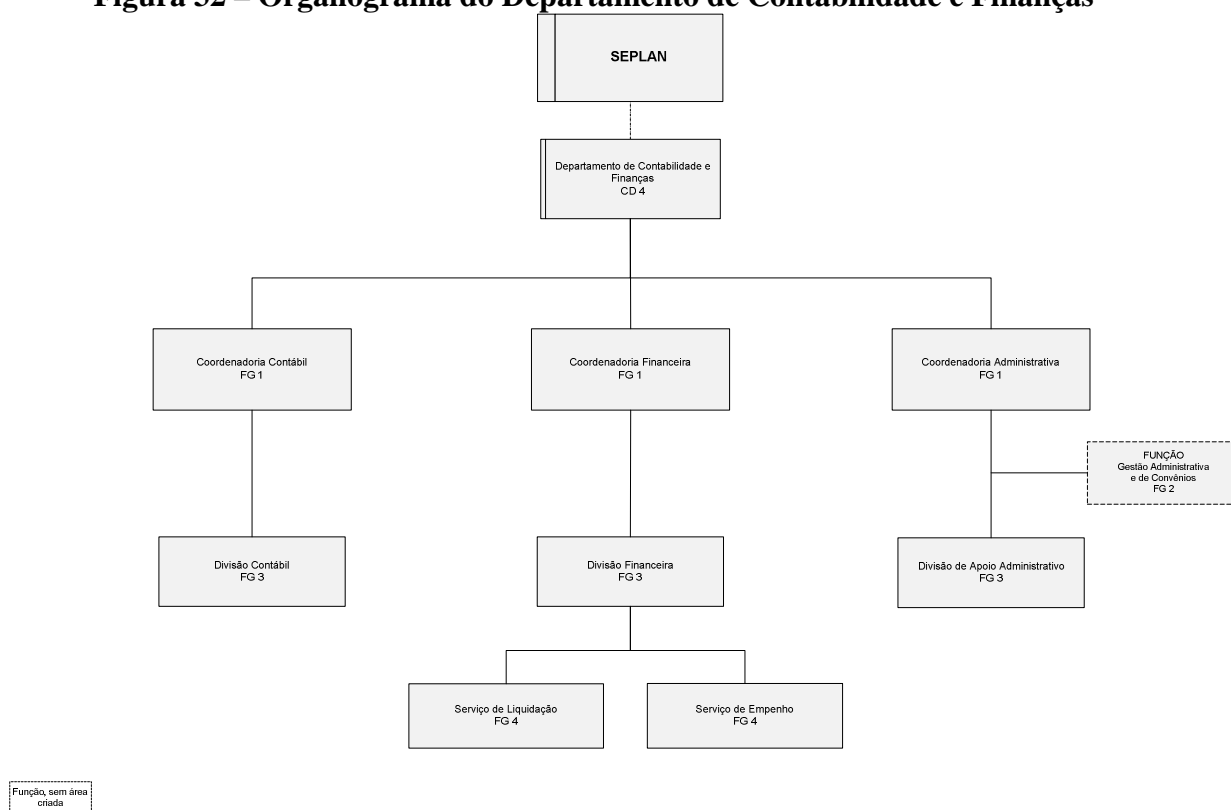 Figura 32 – Organograma do Departamento de Contabilidade e Finanças
SEPLAN
Departamento de Contabilidade e
Finanças
CD 4
Coordenadoria Contábil
FG 1
Coordenadoria Financeira
FG 1
Coordenadoria Administrativa
FG 1
FUNÇÃO
Gestão Administrativa
e de Convênios
FG 2
Divisão Contábil
FG 3
Divisão Financeira
FG 3
Divisão de Apoio Administrativo
FG 3
Serviço de Liquidação
FG 4
Serviço de Empenho
FG 4
Função, sem área
criada